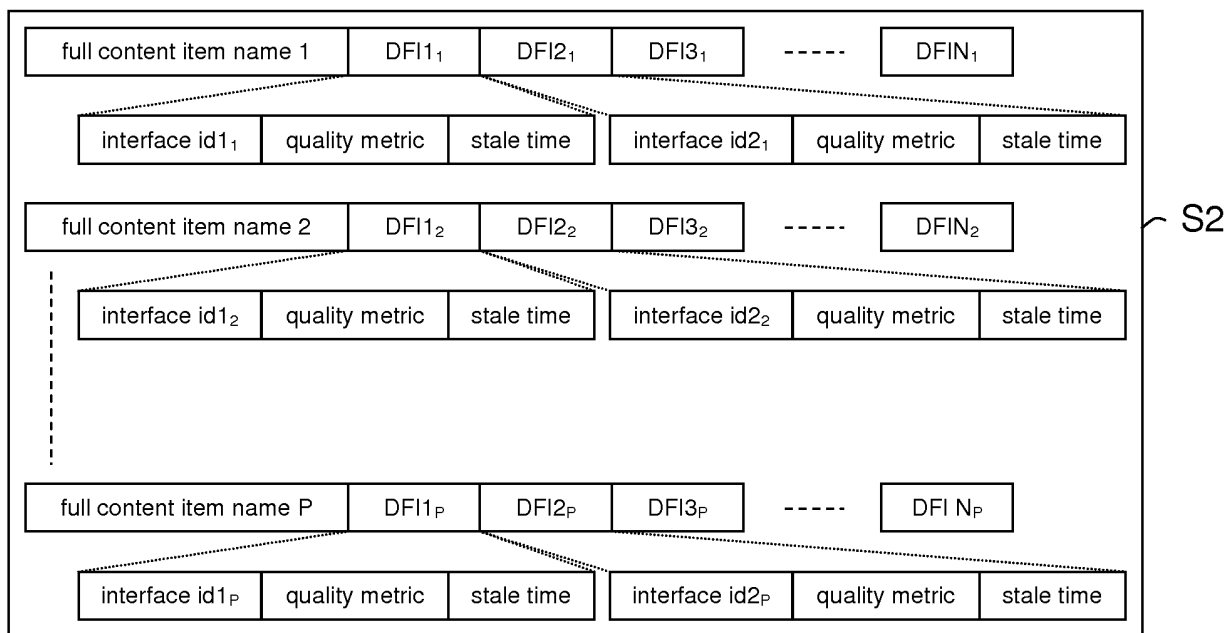 full content item name 1 DFI1₁ DFI2₁ DFI3₁ ----- DFIN₁
interface id1₁ quality metric stale time interface id2₁ quality metric stale time
full content item name 2 DFI1₂ DFI2₂ DFI3₂ ----- DFIN₂
S2
interface id1₂ quality metric stale time interface id2₂ quality metric stale time
full content item name P DFI1ₚ DFI2ₚ DFI3ₚ ----- DFI Nₚ
interface id1ₚ quality metric stale time interface id2ₚ quality metric stale time